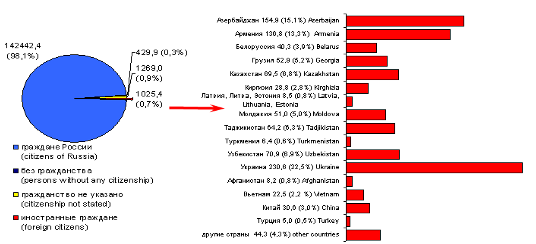 142442,4
(98,1%)
429,9 (0,3%)
1269,0
(0,9%)
1025,4
(0,7%)
граждане России
(citizens of Russia)
без гражданства
(persons without any citizenship)
гражданство не указано
(citizenship not stated)
иностранные граждане
(foreign citizens)
Азербайджан 154,9 (15,1%) Azerbaijan
Армения 136,8 (13,3%) Armenia
Белоруссия 40,3 (3,9%) Belarus
Грузия 52,9 (5,2%) Georgia
Казахстан 69,5 (6,8%) Kazakhstan
Киргизия 28,8 (2,8%) Kirghizia
Латвия, Литва, Эстония 8,6 (0,8%) Latvia,
Lithuania, Estonia
Молдавия 51,0 (5,0%) Moldova
Таджикистан 64,2 (6,3%) Tadjikistan
Туркмения 6,4 (0,6%) Turkmenistan
Узбекистан 70,9 (6,9%) Uzbekistan
Украина 230,6 (22,5%) Ukraine
Афганистан 8,2 (0,8%) Afghanistan
Вьетнам 22,5 (2,2 %) Vietnam
Китай 30,6 (3,0%) China
Турция 6,0 (0,6%) Turkey
другие страны 44,3 (4,3%) other countries